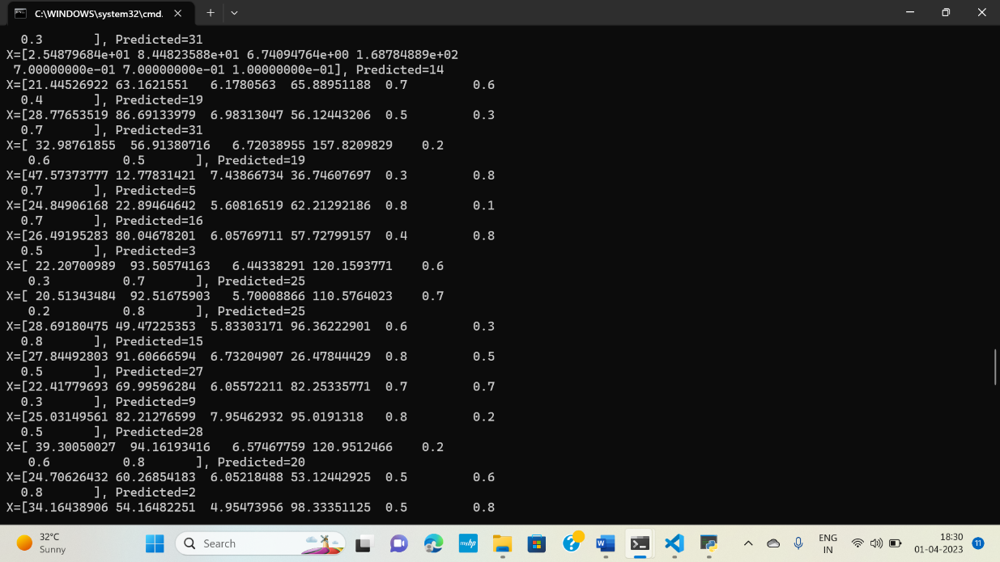 C:\WINDOWS\system32\cmd.
0.3 ], Predicted=31
X=[2.54879684e+01 8.44823588e+01 6.74094764e+00 1.68784889e+02
7.00000000e-01 7.00000000e-01 1.00000000e-01], Predicted=14
X=[21.44526922 63.1621551 6.1780563 65.88951188 0.7 0.6
0.4 ], Predicted=19
X=[28.77653519 86.69133979 6.98313047 56.12443206 0.5 0.3
0.7 ], Predicted=31
X=[ 32.98761855 56.91380716 6.72038955 157.8209829 0.2
0.6 0.5 ], Predicted=19
X=[47.57373777 12.77831421 7.43866734 36.74607697 0.3 0.8
0.7 ], Predicted=5
X=[24.84906168 22.89464642 5.60816519 62.21292186 0.8 0.1
0.7 ], Predicted=16
X=[26.49195283 80.04678201 6.05769711 57.72799157 0.4 0.8
0.5 ], Predicted=3
X=[ 22.20700989 93.50574163 6.44338291 120.1593771 0.6
0.3 0.7 ], Predicted=25
X=[ 20.51343484 92.51675903 5.70008866 110.5764023 0.7
0.2 0.8 ], Predicted=25
X=[28.69180475 49.47225353 5.83303171 96.36222901 0.6 0.3
0.8 ], Predicted=15
X=[27.84492803 91.60666594 6.73204907 26.47844429 0.8 0.5
0.5 ], Predicted=27
X=[22.41779693 69.99596284 6.05572211 82.25335771 0.7 0.7
0.3 ], Predicted=9
X=[25.03149561 82.21276599 7.95462932 95.0191318 0.8 0.2
0.5 ], Predicted=28
X=[ 39.30050027 94.16193416 6.57467759 120.9512466 0.2
0.6 0.8 ], Predicted=20
X=[24.70626432 60.26854183 6.05218488 53.12442925 0.5 0.6
0.8 ], Predicted=2
X=[34.16438906 54.16482251 4.95473956 98.33351125 0.5 0.8
32°C
Sunny
Search
myhp
ENG
IN
18:30
01-04-2023
11